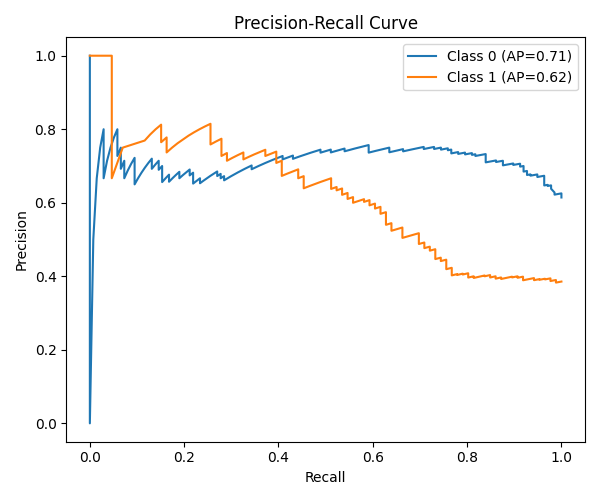 Precision-Recall Curve
Class 0 (AP=0.71)
Class 1 (AP=0.62)
Precision
1.0
0.8
0.6
0.4
0.2
0.0
0.0 0.2 0.4 0.6 0.8 1.0
Recall